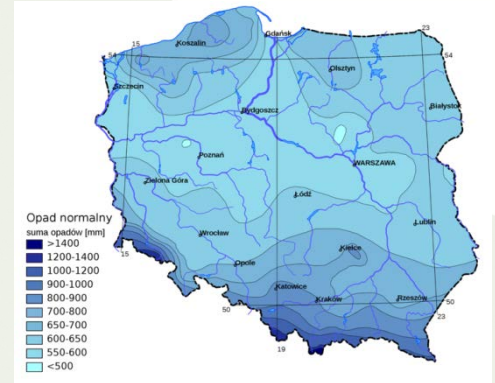 23
Gdańsk
15
Koszalin
54
54
Olsztyn
Szczecin
Białystok
Bydgoszcz
Poznań
WARSZAWA
Zielona Góra
Łódź
Lublin
Wrocław
Kielce
15
Opole
Katowice
Kraków
Rzeszów
50
50
23
19
Opad normalny
suma opadów [mm]
>1400
1200-1400
1000-1200
900-1000
800-900
700-800
650-700
600-650
550-600
<500